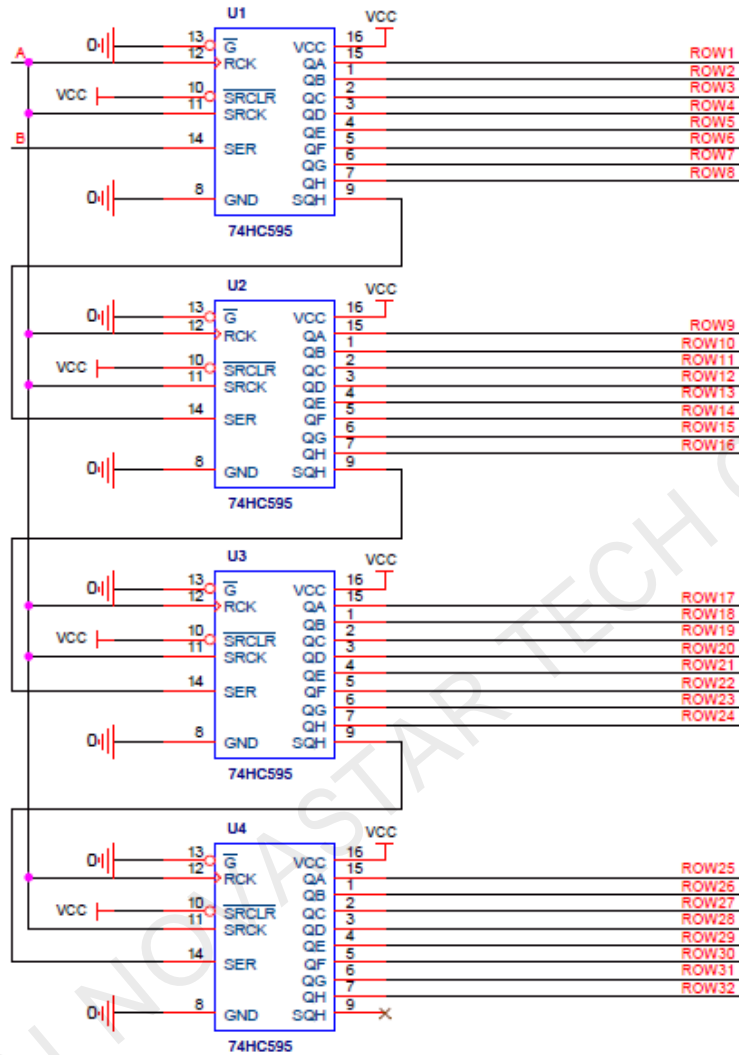 U1
VCC
0 13 G VCC 16
A 12 RCK QA 15 ROW1
QB 1 ROW2
VCC 10 SRCLR QC 2 ROW3
11 SRCK QD 3 ROW4
QE 4 ROW5
B 14 SER QF 5 ROW6
QG 6 ROW7
QH 7 ROW8
0 8 GND SQH 9
74HC595
U2
VCC
0 13 G VCC 16
12 RCK QA 15 ROW9
QB 1 ROW10
VCC 10 SRCLR QC 2 ROW11
11 SRCK QD 3 ROW12
QE 4 ROW13
14 SER QF 5 ROW14
QG 6 ROW15
QH 7 ROW16
0 8 GND SQH 9
74HC595
U3
VCC
0 13 G VCC 16
12 RCK QA 15 ROW17
QB 1 ROW18
VCC 10 SRCLR QC 2 ROW19
11 SRCK QD 3 ROW20
QE 4 ROW21
14 SER QF 5 ROW22
QG 6 ROW23
QH 7 ROW24
0 8 GND SQH 9
74HC595
U4
VCC
0 13 G VCC 16
12 RCK QA 15 ROW25
QB 1 ROW26
VCC 10 SRCLR QC 2 ROW27
11 SRCK QD 3 ROW28
QE 4 ROW29
14 SER QF 5 ROW30
QG 6 ROW31
QH 7 ROW32
0 8 GND SQH 9
74HC595
NOVASTAR TECH